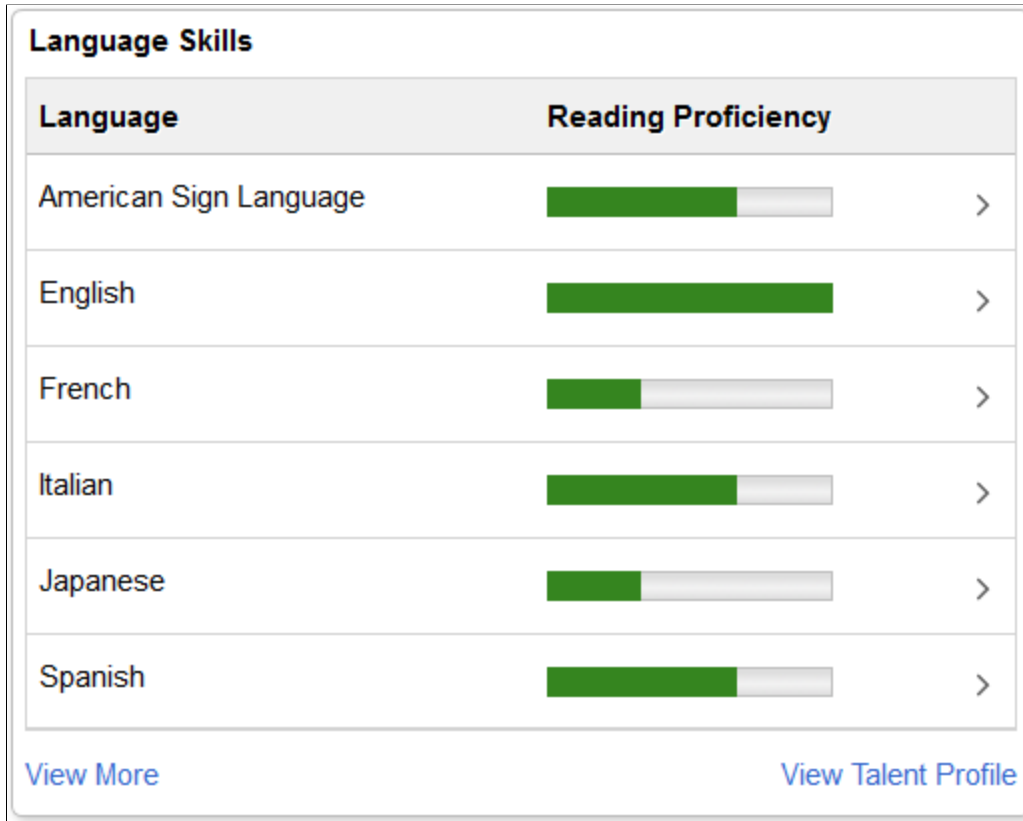 Language Skills
Language Reading Proficiency
American Sign Language
English
French
Italian
Japanese
Spanish
View More View Talent Profile